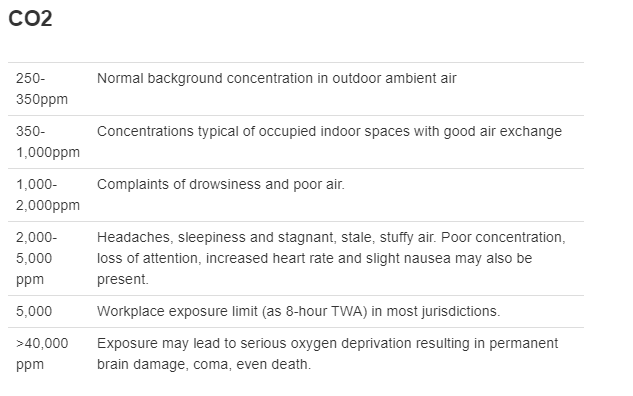 CO2
250-
350ppm
Normal background concentration in outdoor ambient air
350-
1,000ppm
Concentrations typical of occupied indoor spaces with good air exchange
1,000-
2,000ppm
Complaints of drowsiness and poor air.
2,000-
5,000
ppm
Headaches, sleepiness and stagnant, stale, stuffy air. Poor concentration,
loss of attention, increased heart rate and slight nausea may also be
present.
5,000
Workplace exposure limit (as 8-hour TWA) in most jurisdictions.
>40,000
ppm
Exposure may lead to serious oxygen deprivation resulting in permanent
brain damage, coma, even death.